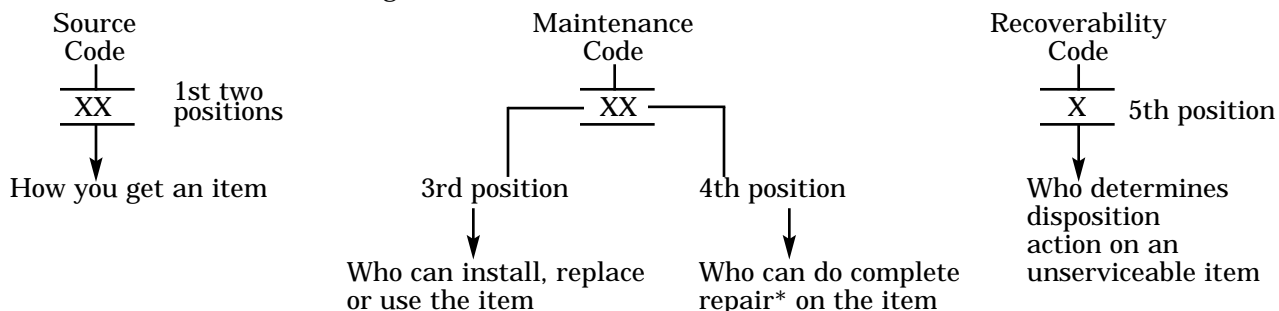 Source
Code
XX
1st two
positions
How you get an item
Maintenance
Code
XX
3rd position
Who can install, replace
or use the item
4th position
Who can do complete
repair* on the item
Recoverability
Code
X
5th position
Who determines
disposition
action on an
unserviceable item